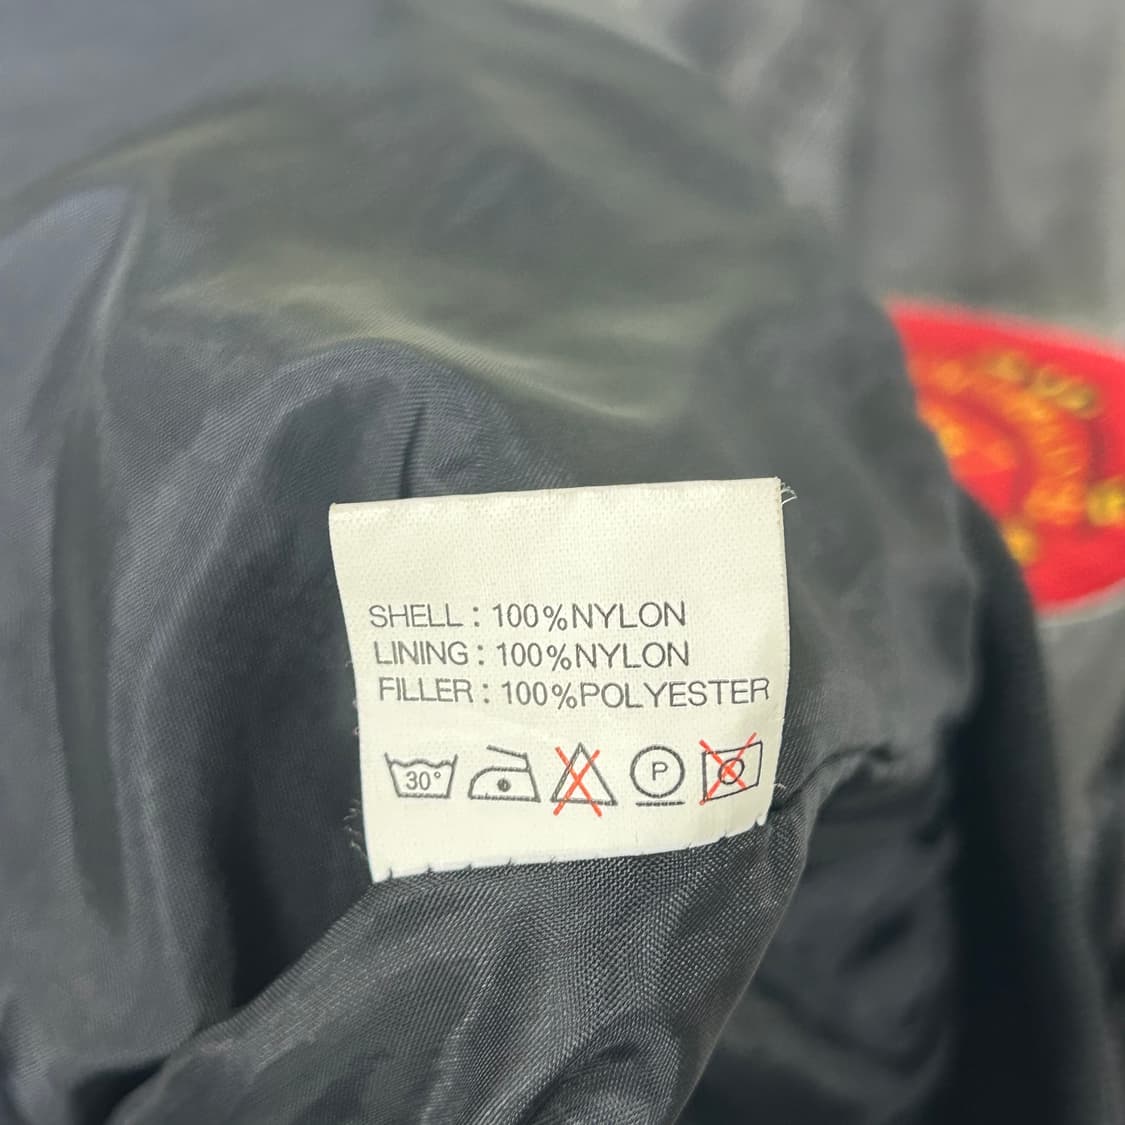 SHELL : 100%NYLON
LINING : 100%NYLON
FILLER : 100%POLYESTER
30° P